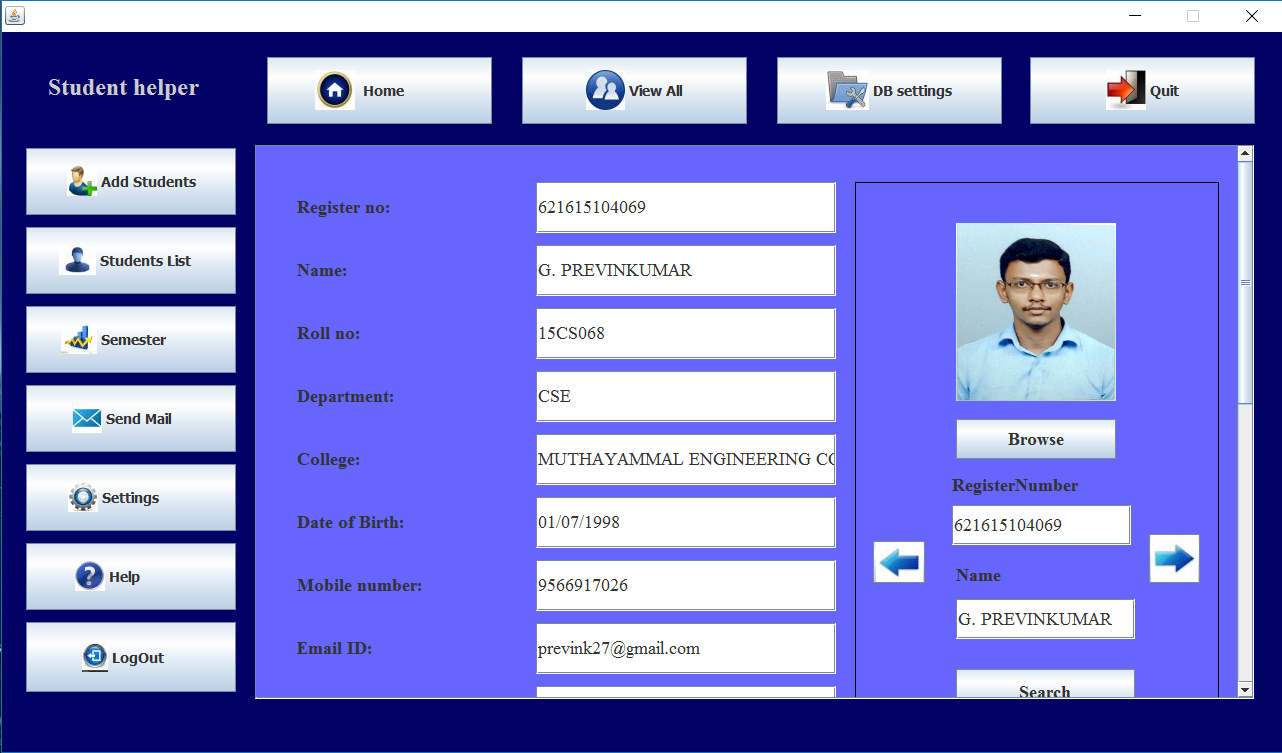 Student helper
Home
View All
DB settings
Quit
Add Students
Students List
Semester
Send Mail
Settings
Help
LogOut
Register no: 621615104069
Name: G. PREVINKUMAR
Roll no: 15CS068
Department: CSE
College: MUTHAYAMMAL ENGINEERING CO
Date of Birth: 01/07/1998
Mobile number: 9566917026
Email ID: prevink27@gmail.com
Browse
RegisterNumber
621615104069
Name
G. PREVINKUMAR
Search